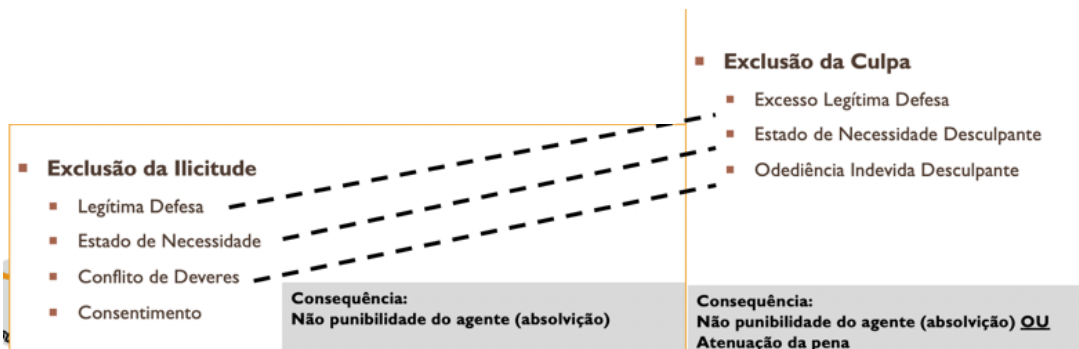 Exclusão da Culpa
Excesso Legítima Defesa
Estado de Necessidade Desculpante
Odediência Indevida Desculpante
Exclusão da Ilicitude
Legítima Defesa
Estado de Necessidade
Conflito de Deveres
Consentimento
Consequência:
Não punibilidade do agente (absolvição)
Consequência:
Não punibilidade do agente (absolvição) OU
Atenuação da pena